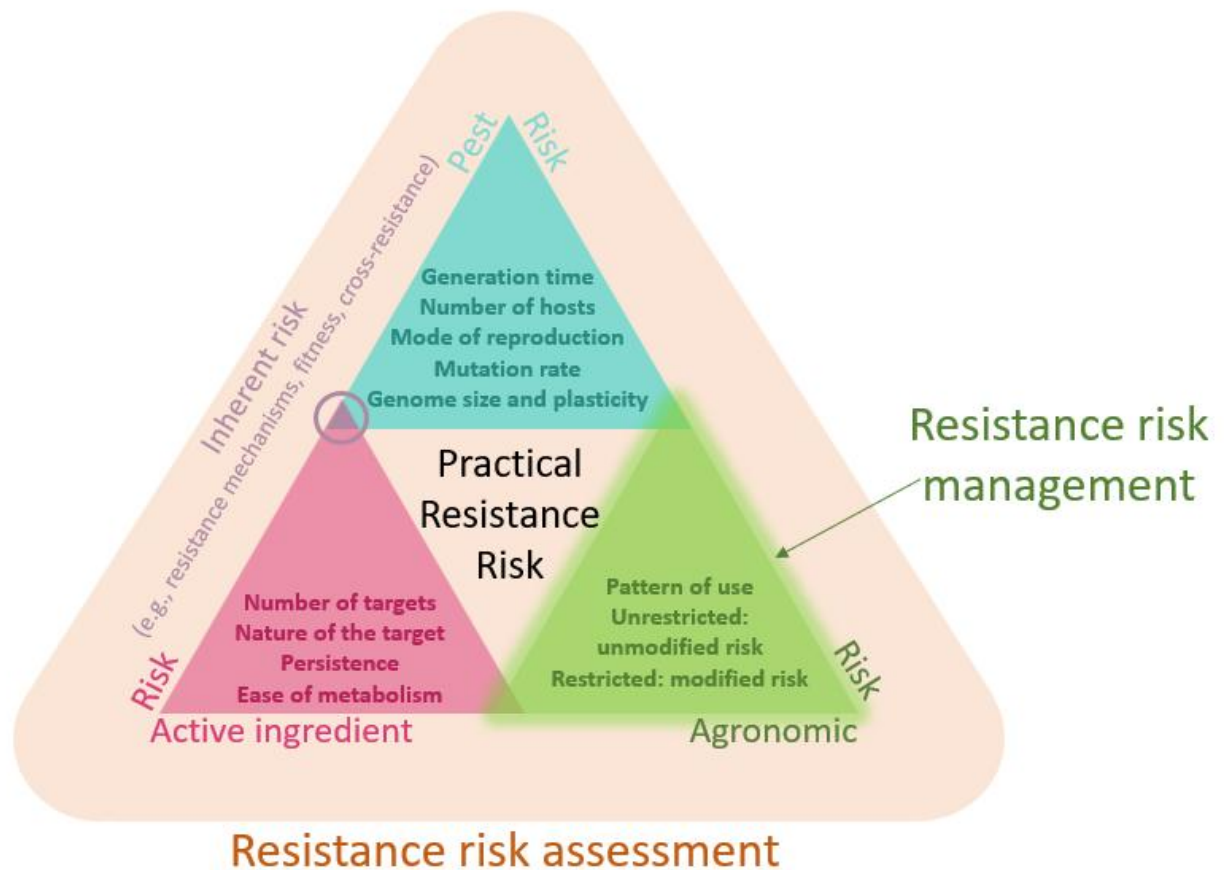 Pest Risk
Inherent risk
(e.g., resistance mechanisms, fitness, cross-resistance)
Generation time
Number of hosts
Mode of reproduction
Mutation rate
Genome size and plasticity
Practical
Resistance
Risk
Resistance risk
management
Number of targets
Nature of the target
Persistence
Ease of metabolism
Risk
Active ingredient
Pattern of use
Unrestricted:
unmodified risk
Restricted: modified risk
Risk
Agronomic
Resistance risk assessment